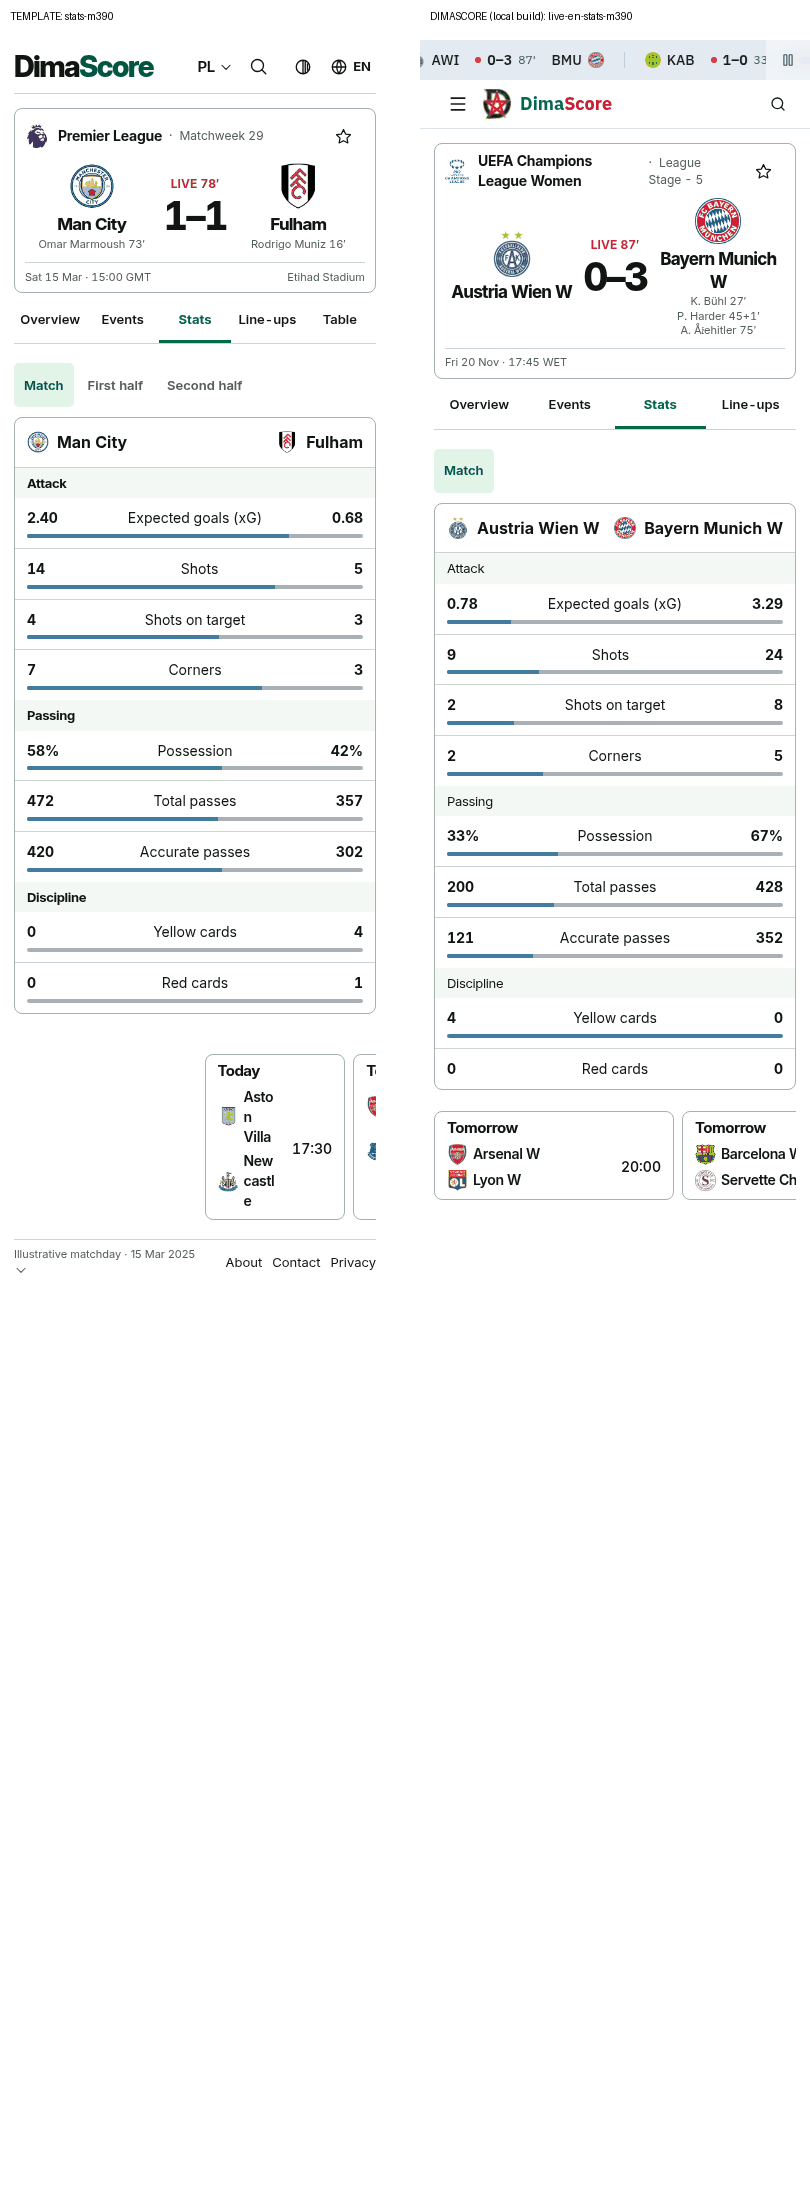 TEMPLATE: stats-m390
DimaScore
PL
EN
Premier League · Matchweek 29
LIVE 78'
1–1
Man City
Fulham
Omar Marmoush 73'
Rodrigo Muniz 16'
Sat 15 Mar · 15:00 GMT
Etihad Stadium
Overview Events Stats Line-ups Table
Match First half Second half
Man City Fulham
Attack
2.40 Expected goals (xG) 0.68
14 Shots 5
4 Shots on target 3
7 Corners 3
Passing
58% Possession 42%
472 Total passes 357
420 Accurate passes 302
Discipline
0 Yellow cards 4
0 Red cards 1
Today
Asto
n
Villa
17:30
New
castl
e
Illustrative matchday · 15 Mar 2025
About Contact Privacy
DIMASCORE (local build): live-en-stats-m390
AWI 0–3 87' BMU KAB 1–0 33
DimaScore
UEFA Champions
League Women
· League
Stage - 5
LIVE 87'
0–3
Austria Wien W
Bayern Munich
W
K. Bühl 27'
P. Harder 45+1'
Fri 20 Nov · 17:45 WET
Overview Events Stats Line-ups
Match
Austria Wien W Bayern Munich W
Attack
0.78 Expected goals (xG) 3.29
9 Shots 24
2 Shots on target 8
2 Corners 5
Passing
33% Possession 67%
200 Total passes 428
121 Accurate passes 352
Discipline
4 Yellow cards 0
0 Red cards 0
Tomorrow
Arsenal W
Lyon W
20:00
Tomorrow
Barcelona W
Servette Ch